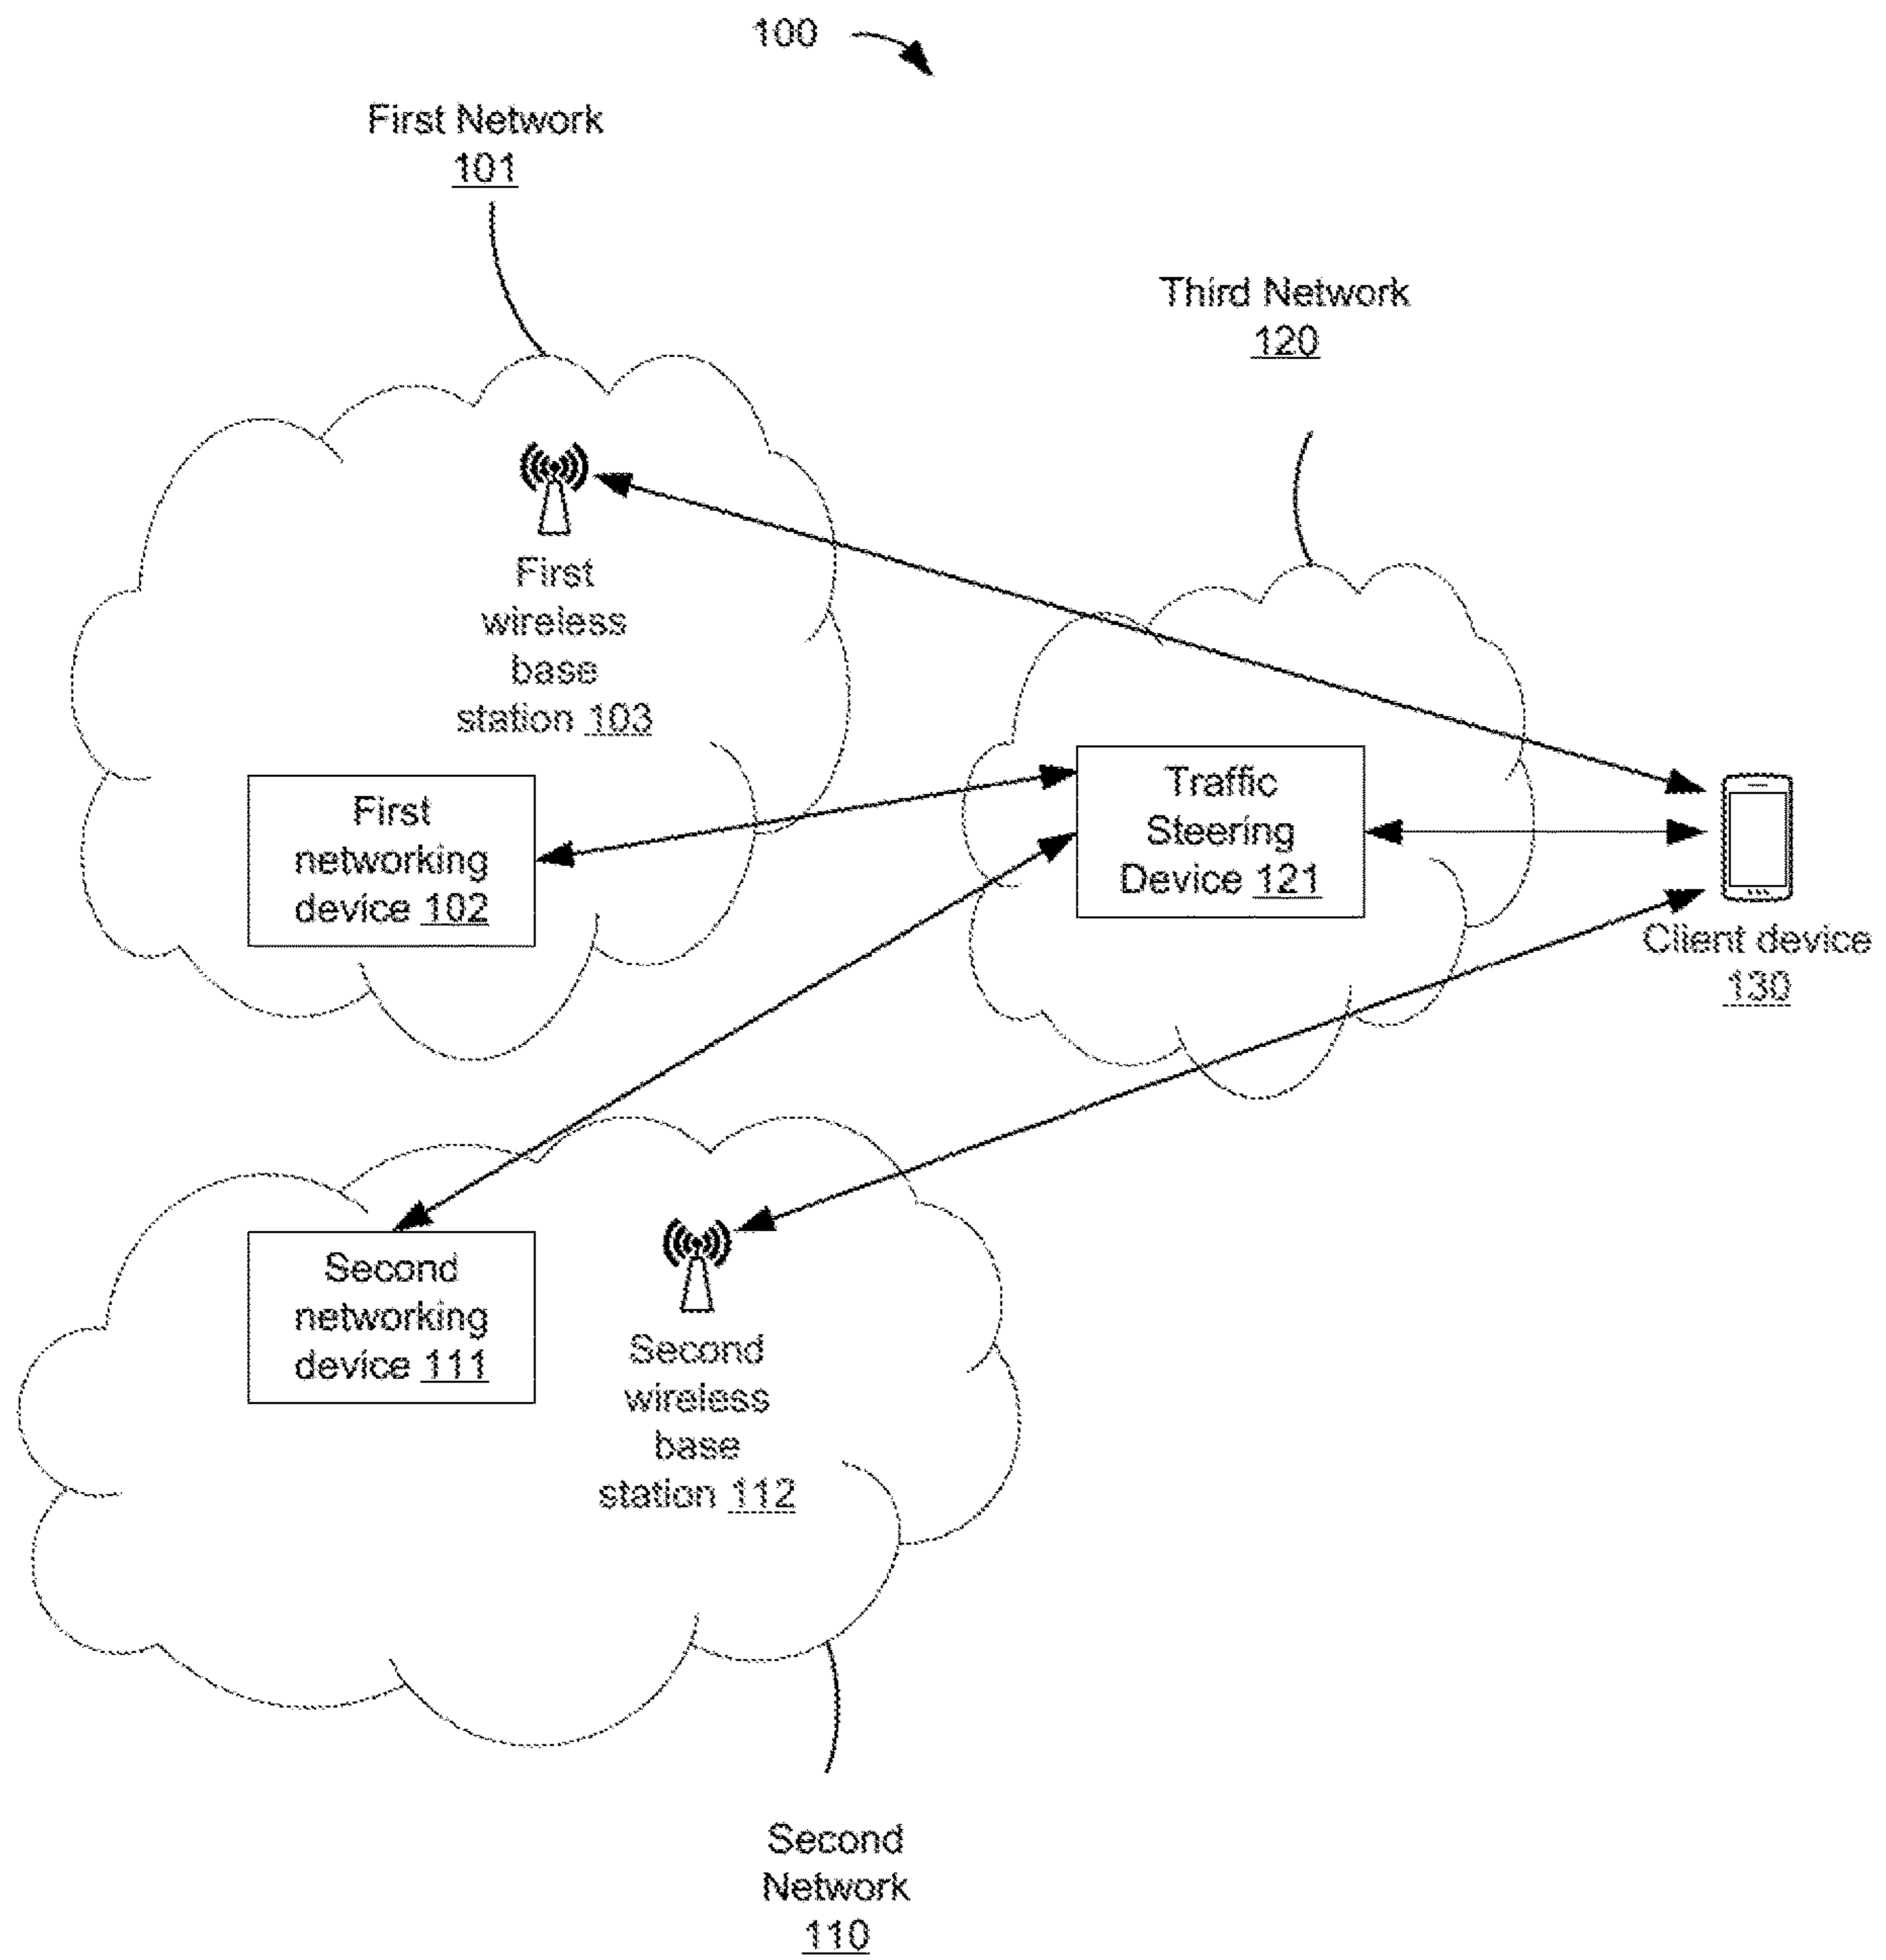 100
First Network
101
Third Network
120
First
wireless
base
station 103
First
networking
device 102
Traffic
Steering
Device 121
Client device
130
Second
networking
device 111
Second
wireless
base
station 112
Second
Network
110